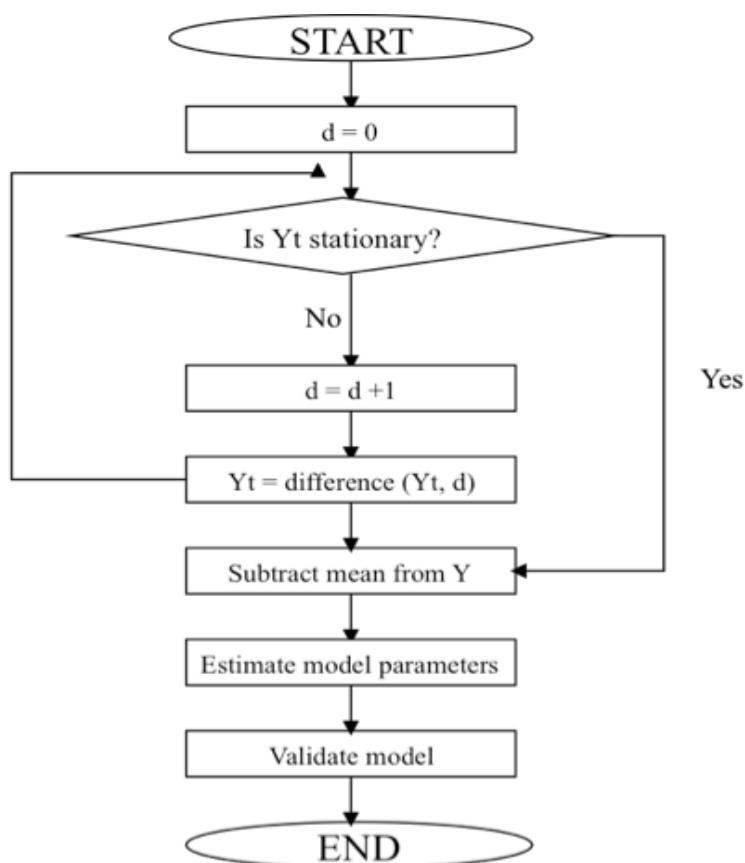 START
d = 0
Is Yt stationary?
No
d = d +1
Yes
Yt = difference (Yt, d)
Subtract mean from Y
Estimate model parameters
Validate model
END